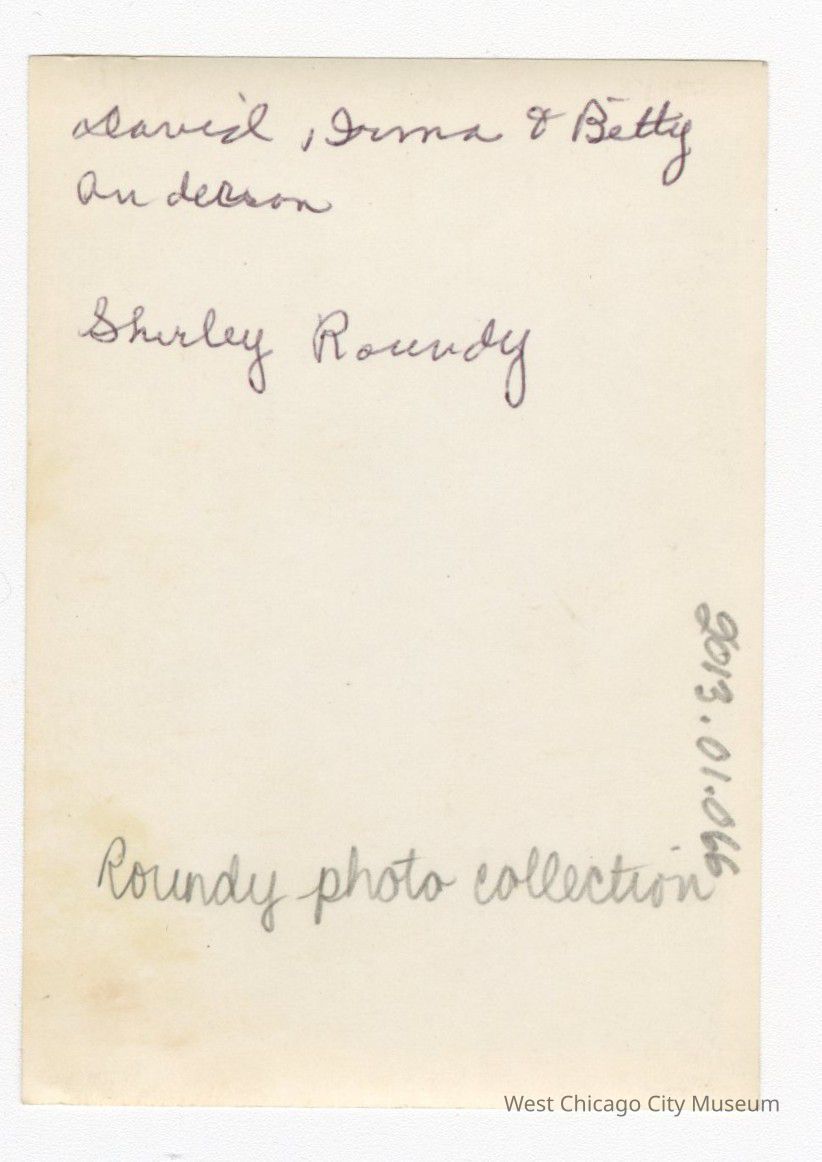 David, Irma & Betty
Anderson
Shirley Roundy
2013.01.066
Roundy photo collection
West Chicago City Museum